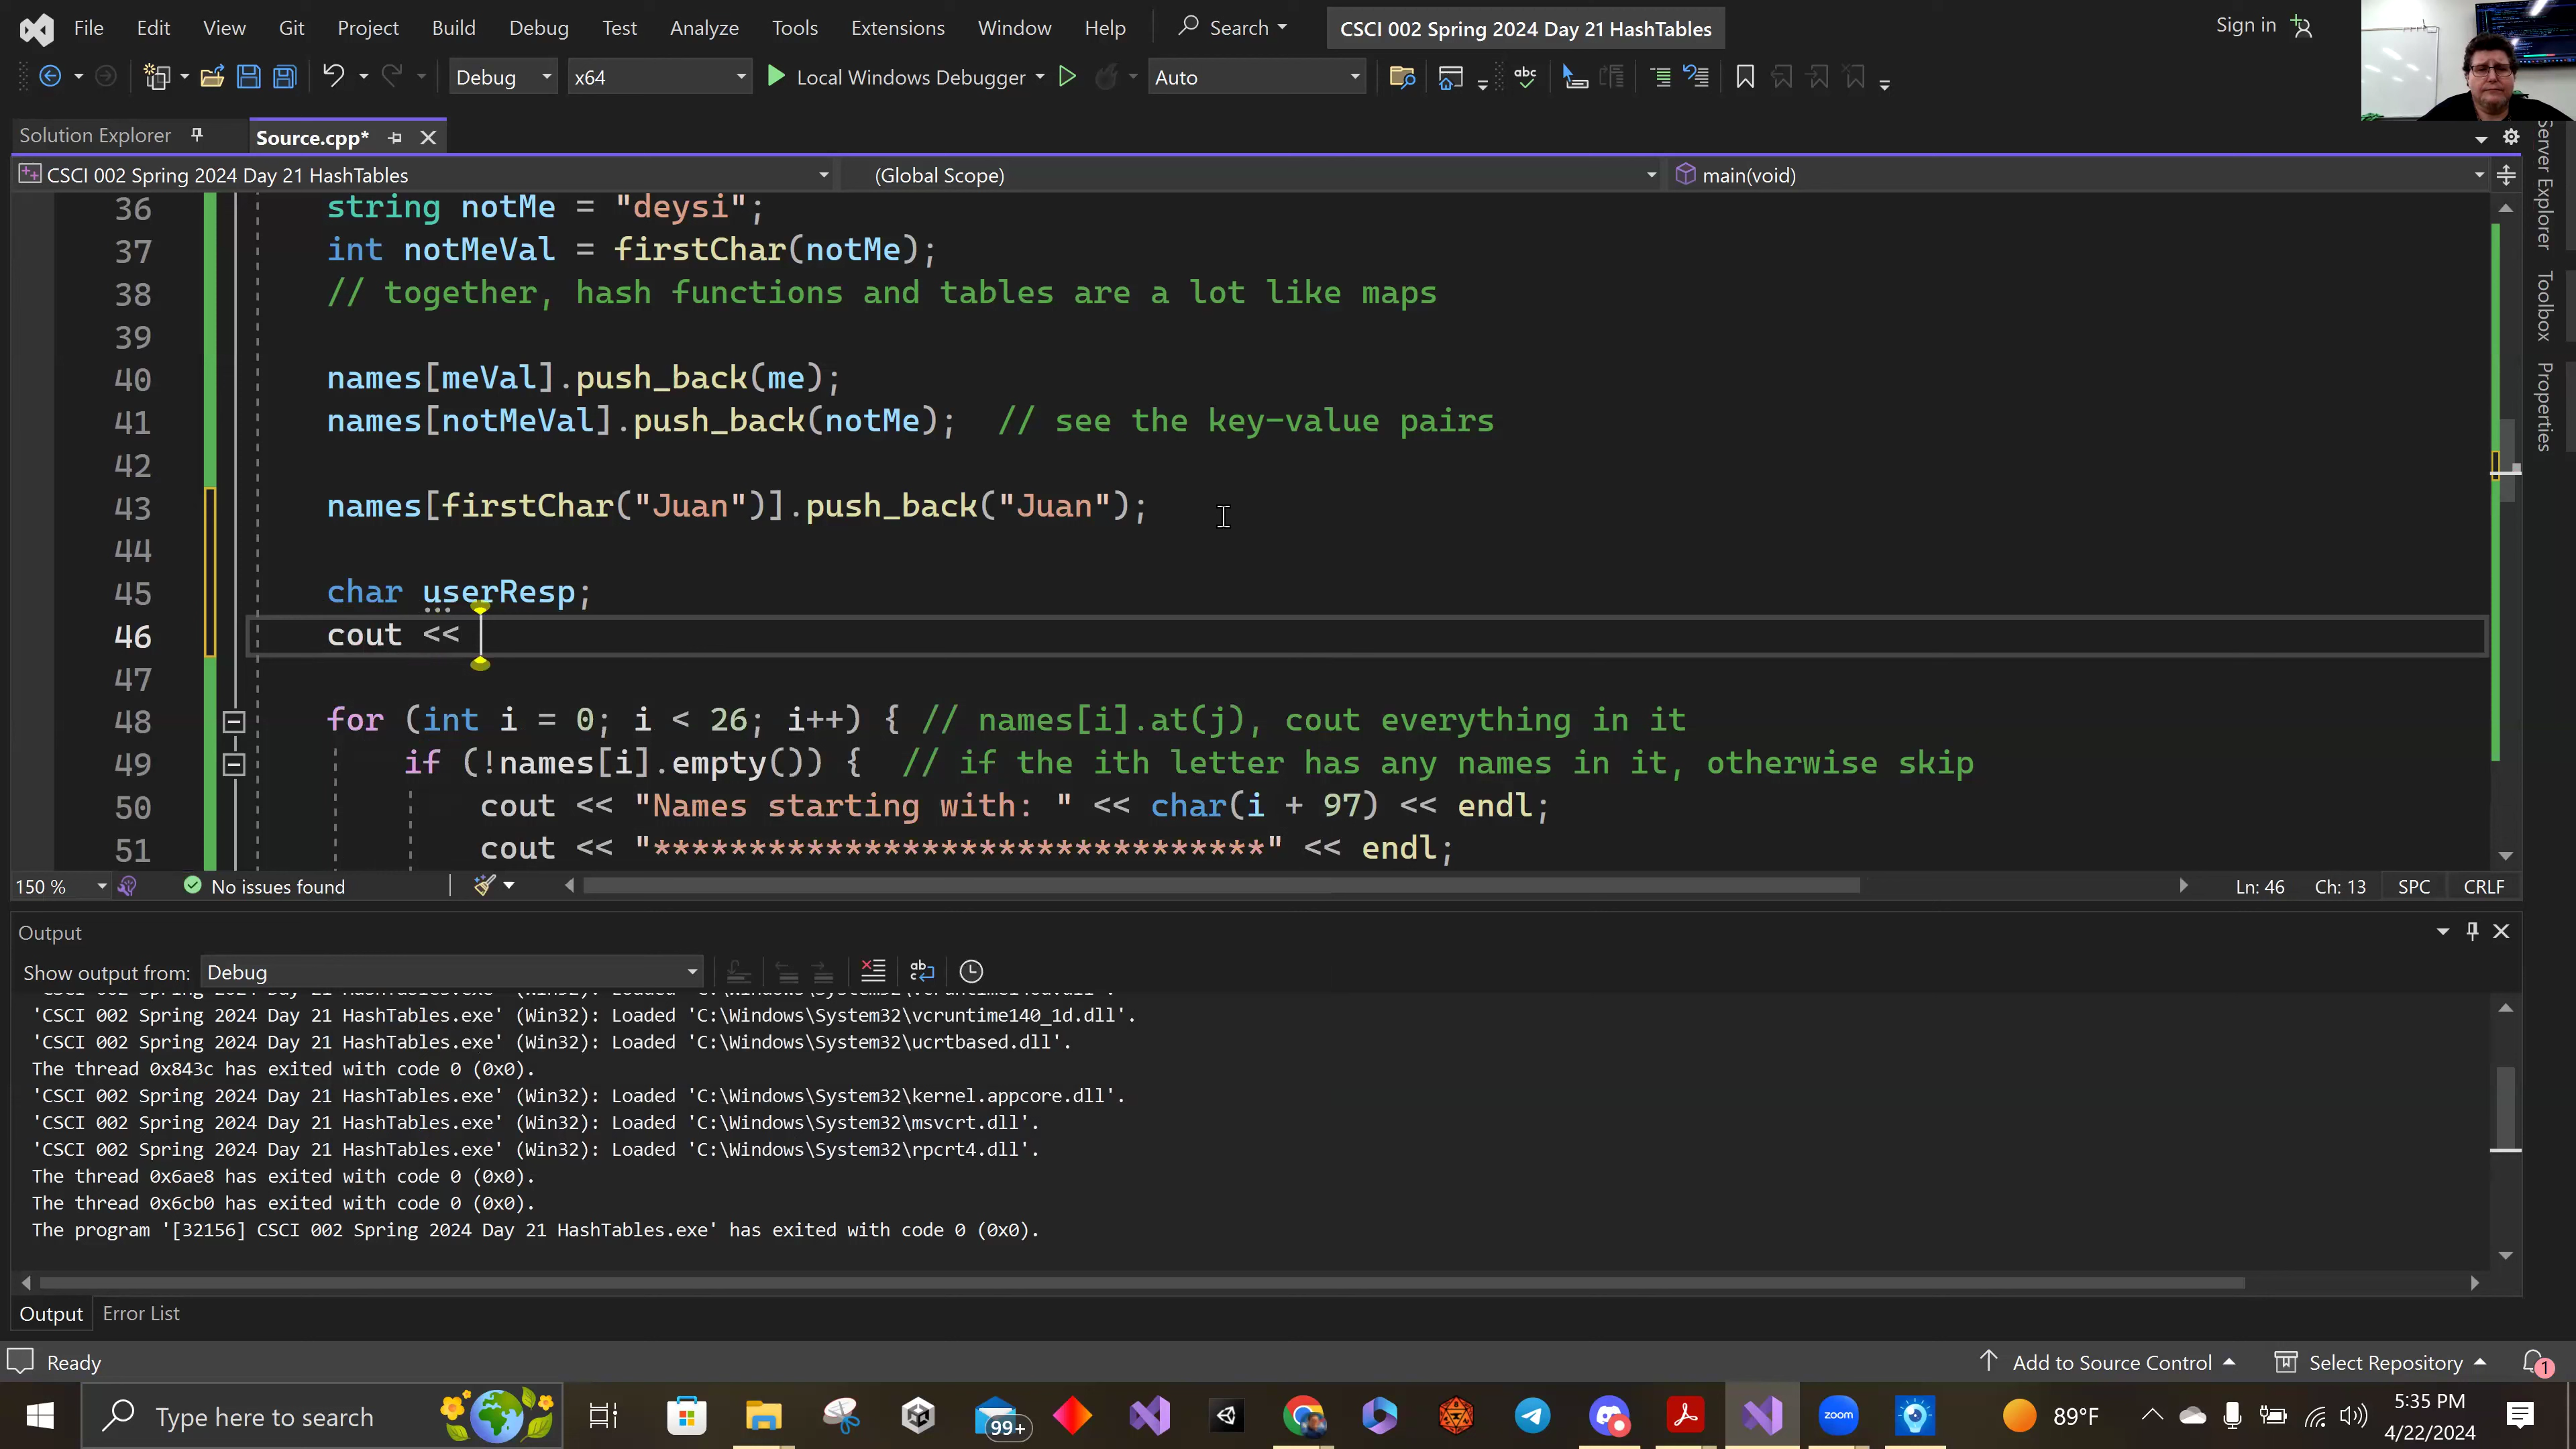 File Edit View Git Project Build Debug Test Analyze Tools Extensions Window Help Search CSCI 002 Spring 2024 Day 21 HashTables Sign in
Debug x64 Local Windows Debugger Auto
Solution Explorer Source.cpp*
CSCI 002 Spring 2024 Day 21 HashTables (Global Scope) main(void)
36 string notMe = "deysi";
37 int notMeVal = firstChar(notMe);
38 // together, hash functions and tables are a lot like maps
39
40 names[meVal].push_back(me);
41 names[notMeVal].push_back(notMe); // see the key-value pairs
42
43 names[firstChar("Juan")].push_back("Juan");
44
45 char userResp;
46 cout <<
47
48 for (int i = 0; i < 26; i++) { // names[i].at(j), cout everything in it
49 if (!names[i].empty()) { // if the ith letter has any names in it, otherwise skip
50 cout << "Names starting with: " << char(i + 97) << endl;
51 cout << "********************************" << endl;
Server Explorer
Toolbox
Properties
150 % No issues found Ln: 46 Ch: 13 SPC CRLF
Output
Show output from: Debug
'CSCI 002 Spring 2024 Day 21 HashTables.exe' (Win32): Loaded 'C:\Windows\System32\vcruntime140_1d.dll'.
'CSCI 002 Spring 2024 Day 21 HashTables.exe' (Win32): Loaded 'C:\Windows\System32\ucrtbased.dll'.
The thread 0x843c has exited with code 0 (0x0).
'CSCI 002 Spring 2024 Day 21 HashTables.exe' (Win32): Loaded 'C:\Windows\System32\kernel.appcore.dll'.
'CSCI 002 Spring 2024 Day 21 HashTables.exe' (Win32): Loaded 'C:\Windows\System32\msvcrt.dll'.
'CSCI 002 Spring 2024 Day 21 HashTables.exe' (Win32): Loaded 'C:\Windows\System32\rpcrt4.dll'.
The thread 0x6ae8 has exited with code 0 (0x0).
The thread 0x6cb0 has exited with code 0 (0x0).
The program '[32156] CSCI 002 Spring 2024 Day 21 HashTables.exe' has exited with code 0 (0x0).
Output Error List
Ready Add to Source Control Select Repository 1
Type here to search 99+ zoom 89°F 5:35 PM
4/22/2024